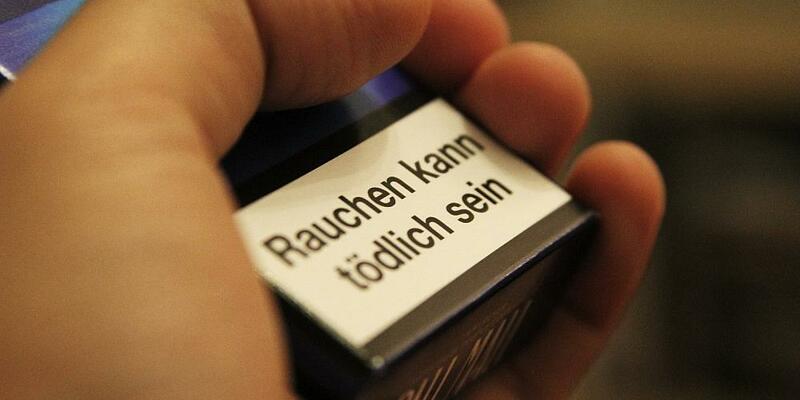 Rauchen kann
tödlich sein